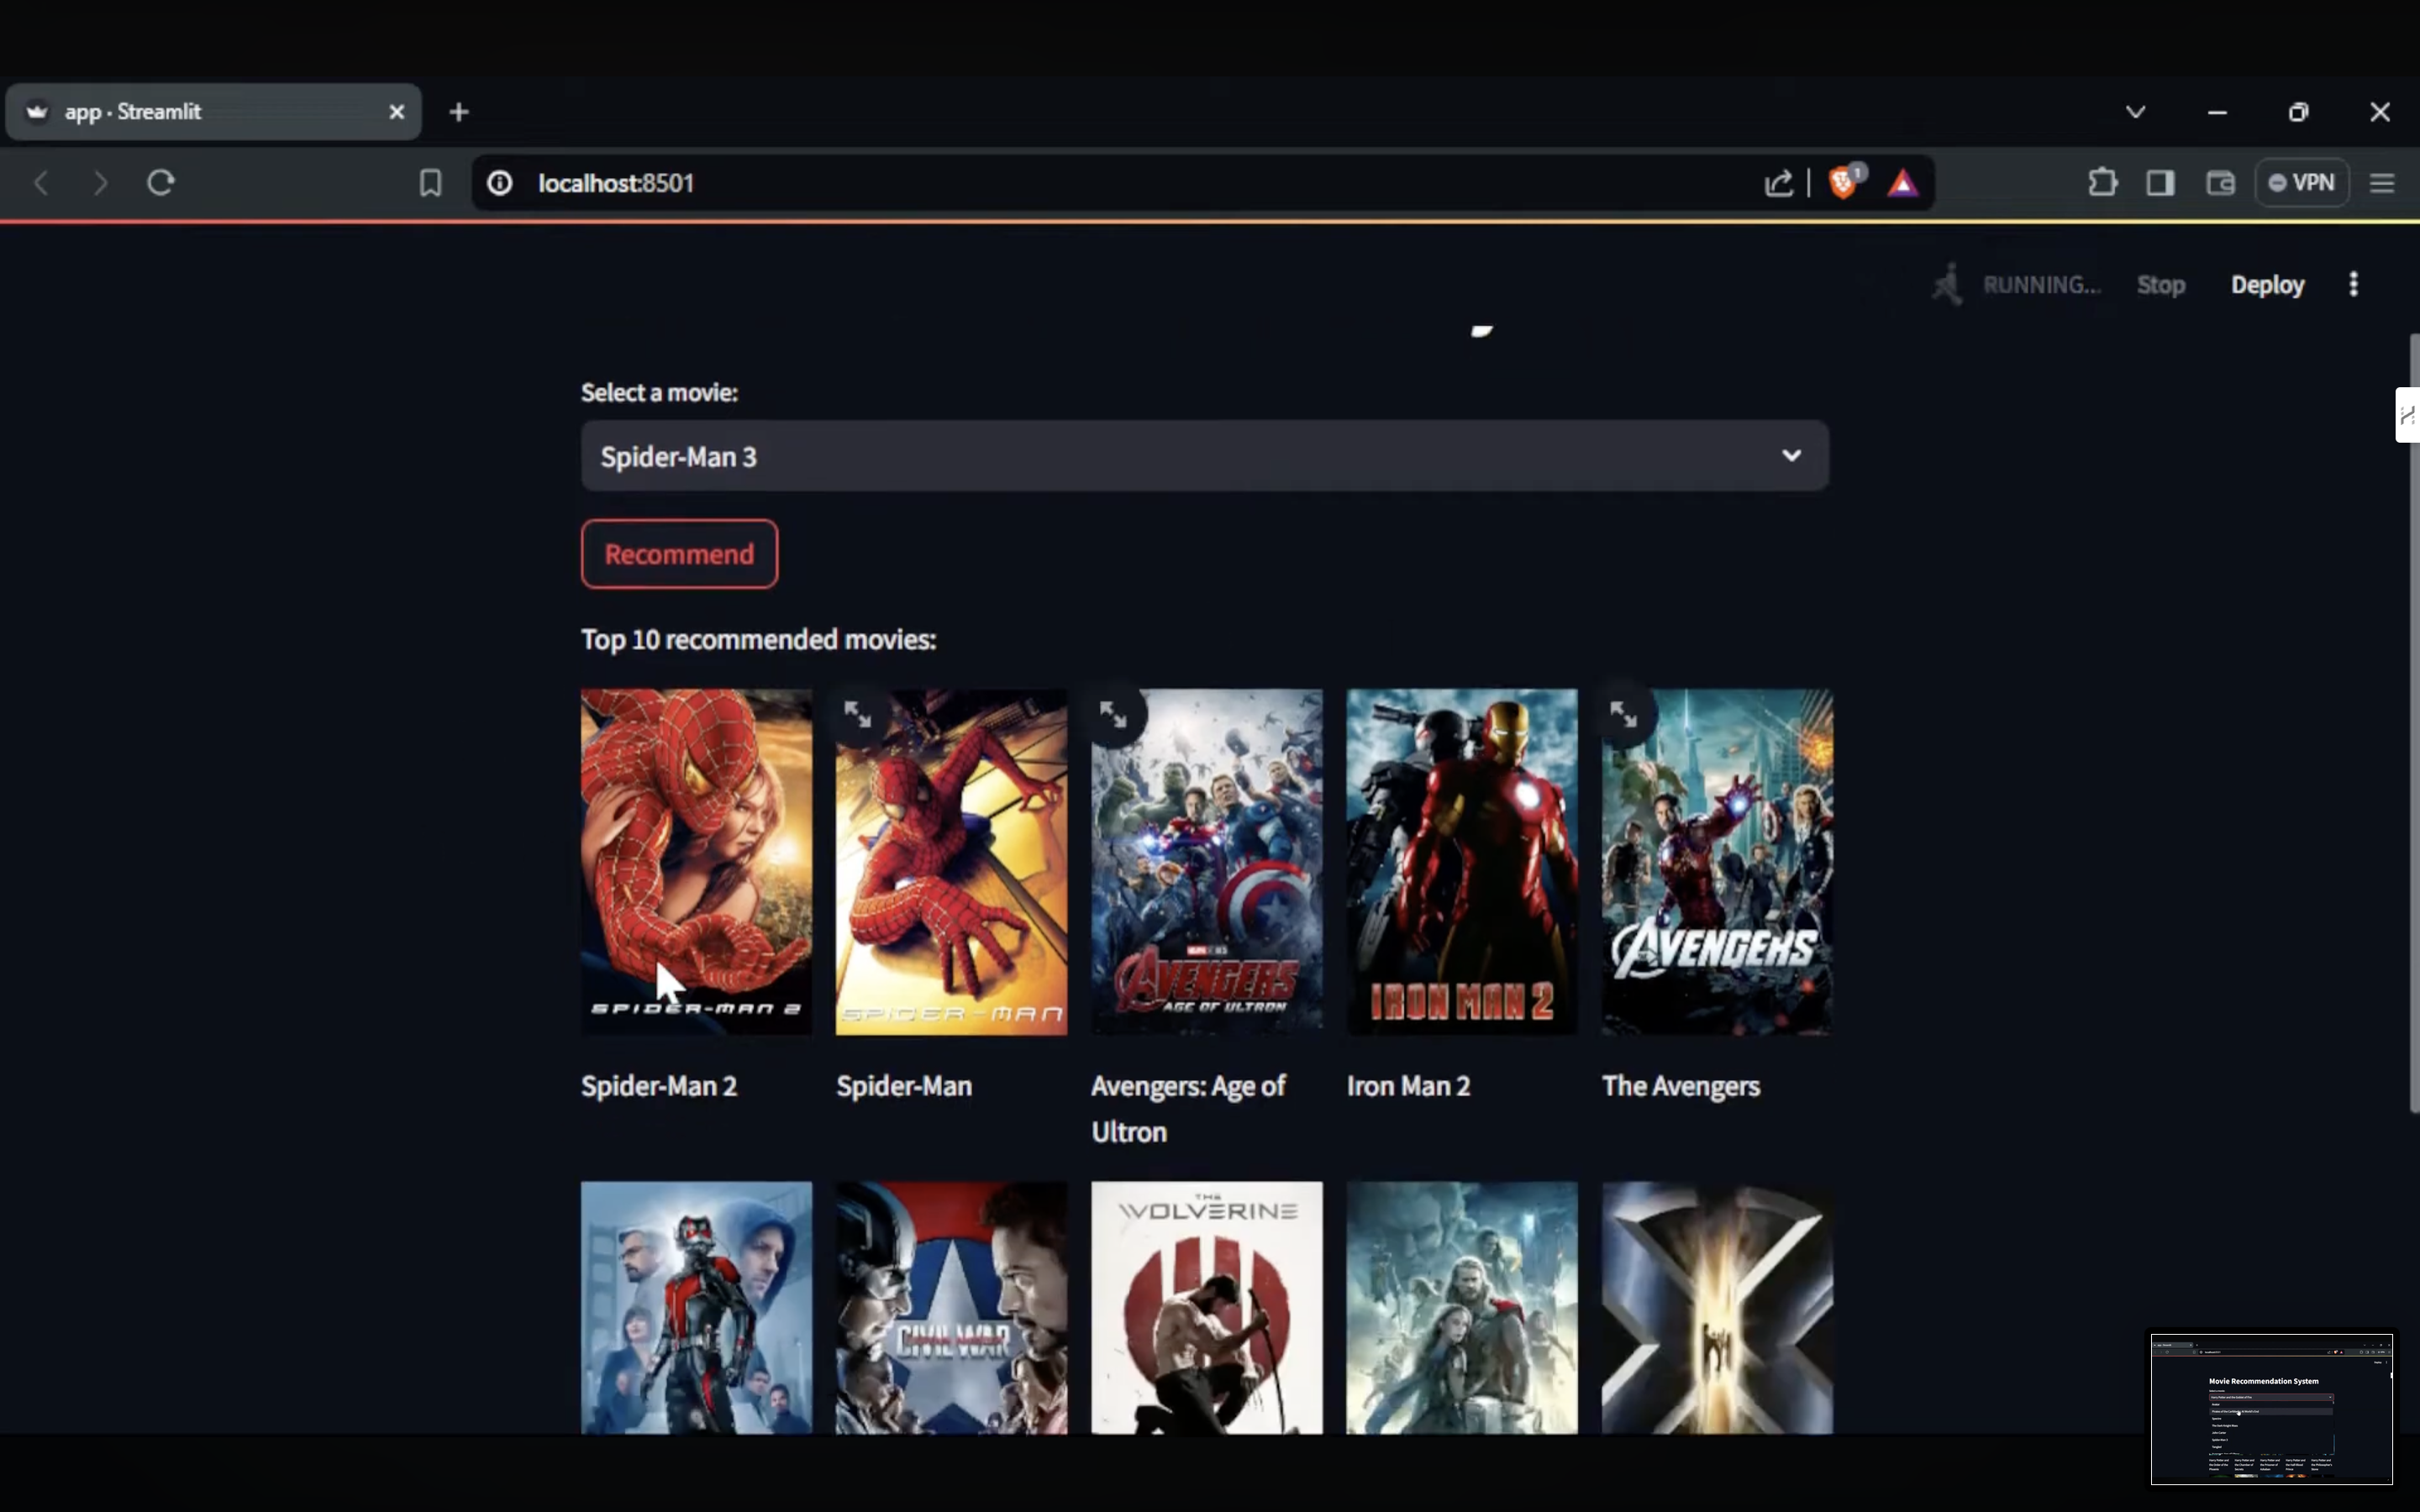 app · Streamlit
localhost:8501
1
VPN
RUNNING...
Stop
Deploy
Select a movie:
Spider-Man 3
Recommend
Top 10 recommended movies:
SPIDER-MAN 2
SPIDER-MAN
AVENGERS
AGE OF ULTRON
IRON MAN 2
AVENGERS
Spider-Man 2
Spider-Man
Avengers: Age of
Ultron
Iron Man 2
The Avengers
CIVIL WAR
THE
WOLVERINE
Movie Recommendation System